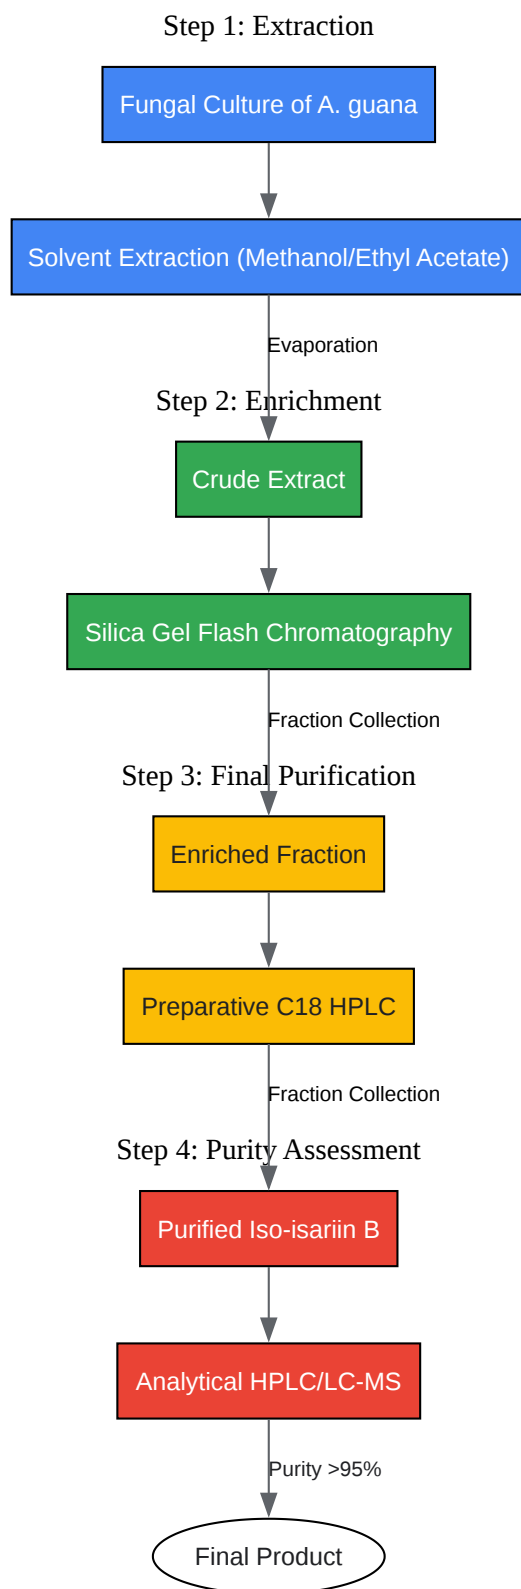 Step 1: Extraction
Fungal Culture of A. guana
Solvent Extraction (Methanol/Ethyl Acetate)
Evaporation
Step 2: Enrichment
Crude Extract
Silica Gel Flash Chromatography
Fraction Collection
Step 3: Final Purification
Enriched Fraction
Preparative C18 HPLC
Fraction Collection
Step 4: Purity Assessment
Purified Iso-isariin B
Analytical HPLC/LC-MS
Purity >95%
Final Product